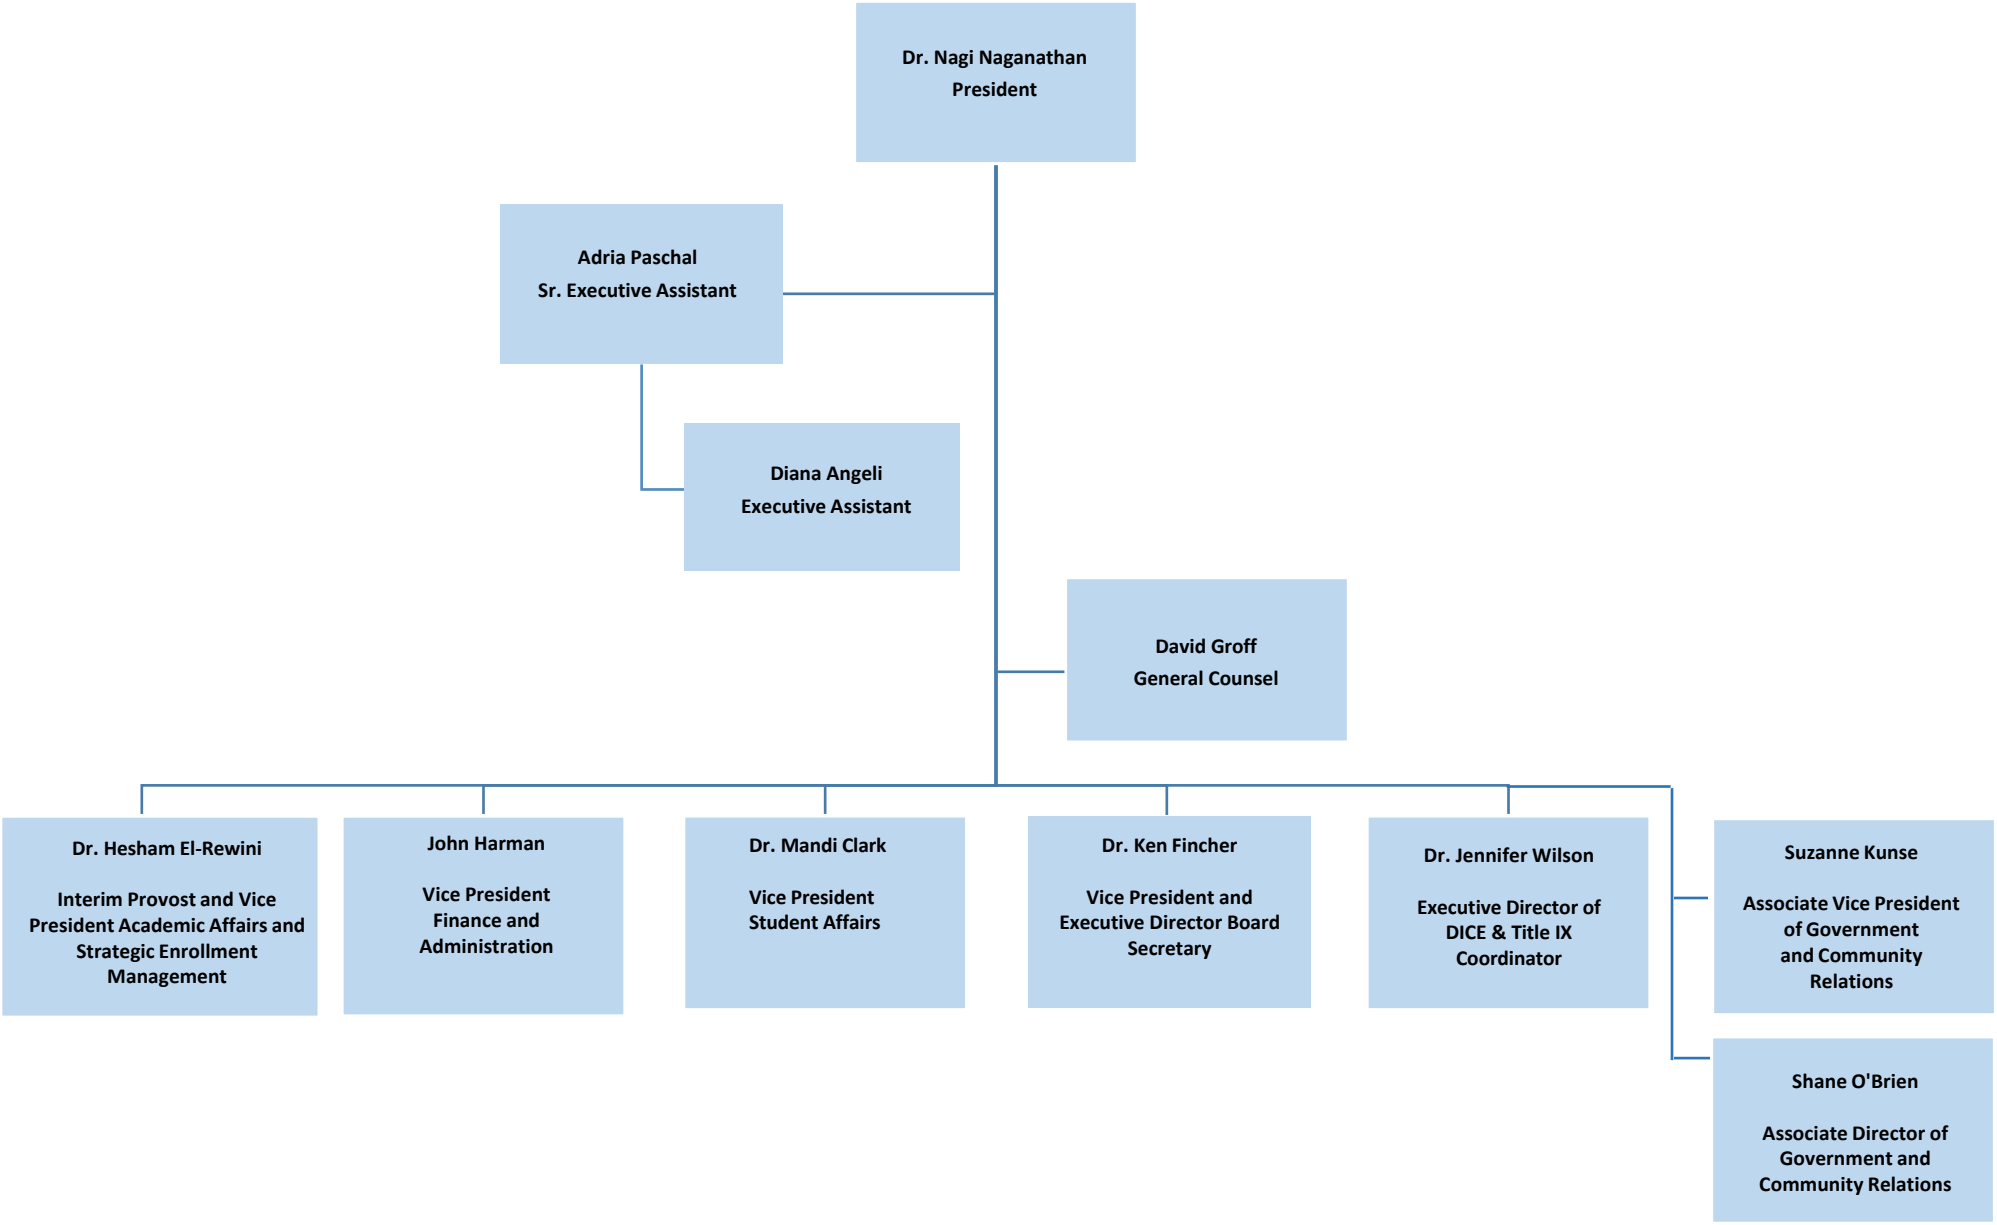 Dr. Nagi Naganathan
President
Adria Paschal
Sr. Executive Assistant
Diana Angeli
Executive Assistant
David Groff
General Counsel
Dr. Hesham El-Rewini
Interim Provost and Vice
President Academic Affairs and
Strategic Enrollment
Management
John Harman
Vice President
Finance and
Administration
Dr. Mandi Clark
Vice President
Student Affairs
Dr. Ken Fincher
Vice President and
Executive Director Board
Secretary
Dr. Jennifer Wilson
Executive Director of
DICE & Title IX
Coordinator
Suzanne Kunse
Associate Vice President
of Government
and Community
Relations
Shane O'Brien
Associate Director of
Government and
Community Relations